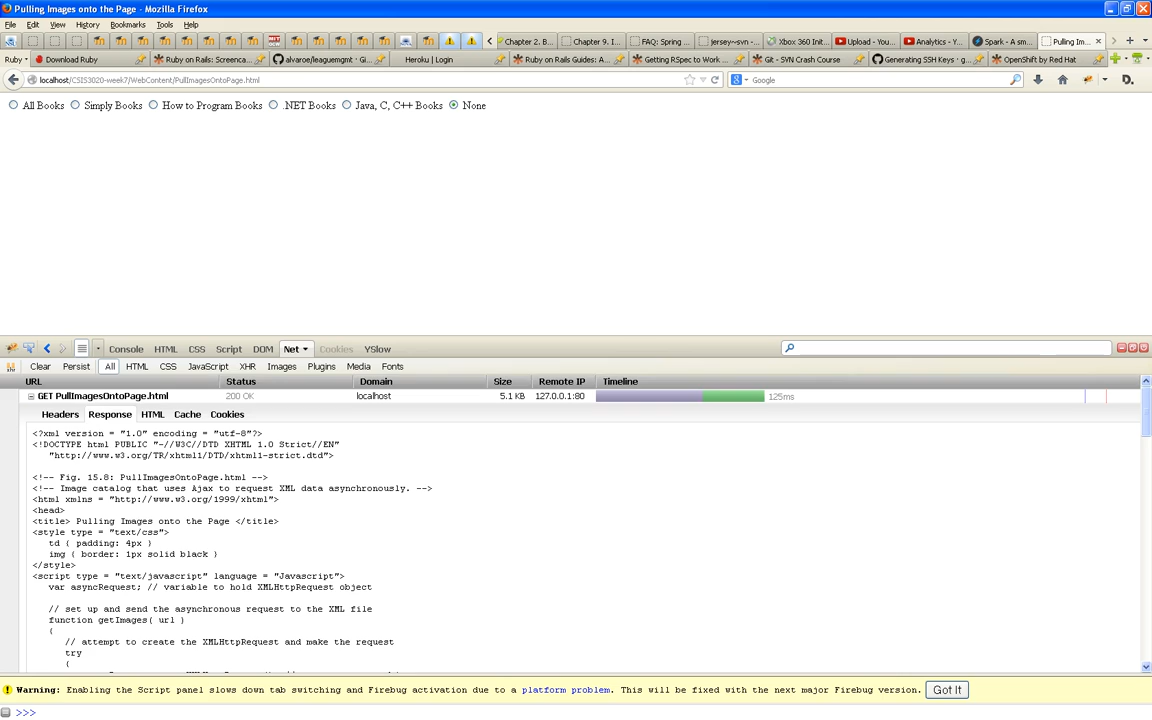 Pulling Images onto the Page - Mozilla Firefox
File Edit View History Bookmarks Tools Help
Chapter 2. B... Chapter 9. I... FAQ: Spring ... jersey~svn -... Xbox 360 Init... Upload - You... Analytics - Y... Spark - A sm... Pulling Im...
Ruby Download Ruby Ruby on Rails: Screenca... alvaroe/leaguemgmt · Gi... Heroku | Login Ruby on Rails Guides: A... Getting RSpec to Work ... Git - SVN Crash Course Generating SSH Keys · g... OpenShift by Red Hat
localhost/CSIS3020-week7/WebContent/PullImagesOntoPage.html Google D.
All Books Simply Books How to Program Books .NET Books Java, C, C++ Books None
Console HTML CSS Script DOM Net Cookies YSlow
Clear Persist All HTML CSS JavaScript XHR Images Plugins Media Fonts
URL Status Domain Size Remote IP Timeline
GET PullImagesOntoPage.html 200 OK localhost 5.1 KB 127.0.0.1:80 125ms
Headers Response HTML Cache Cookies
<?xml version = "1.0" encoding = "utf-8"?>
<!DOCTYPE html PUBLIC "-//W3C//DTD XHTML 1.0 Strict//EN"
"http://www.w3.org/TR/xhtml1/DTD/xhtml1-strict.dtd">
<!-- Fig. 15.8: PullImagesOntoPage.html -->
<!-- Image catalog that uses Ajax to request XML data asynchronously. -->
<html xmlns = "http://www.w3.org/1999/xhtml">
<head>
<title> Pulling Images onto the Page </title>
<style type = "text/css">
td { padding: 4px }
img { border: 1px solid black }
</style>
<script type = "text/javascript" language = "Javascript">
var asyncRequest; // variable to hold XMLHttpRequest object
// set up and send the asynchronous request to the XML file
function getImages( url )
{
// attempt to create the XMLHttpRequest and make the request
try
{
Warning: Enabling the Script panel slows down tab switching and Firebug activation due to a platform problem. This will be fixed with the next major Firebug version. Got It
>>>